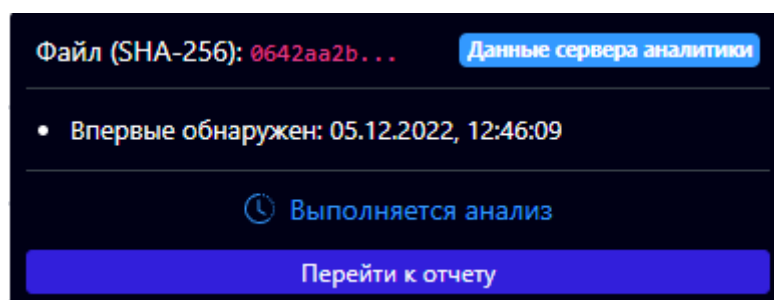 Файл (SHA-256): 0642aa2b... Данные сервера аналитики
Впервые обнаружен: 05.12.2022, 12:46:09
Выполняется анализ
Перейти к отчету